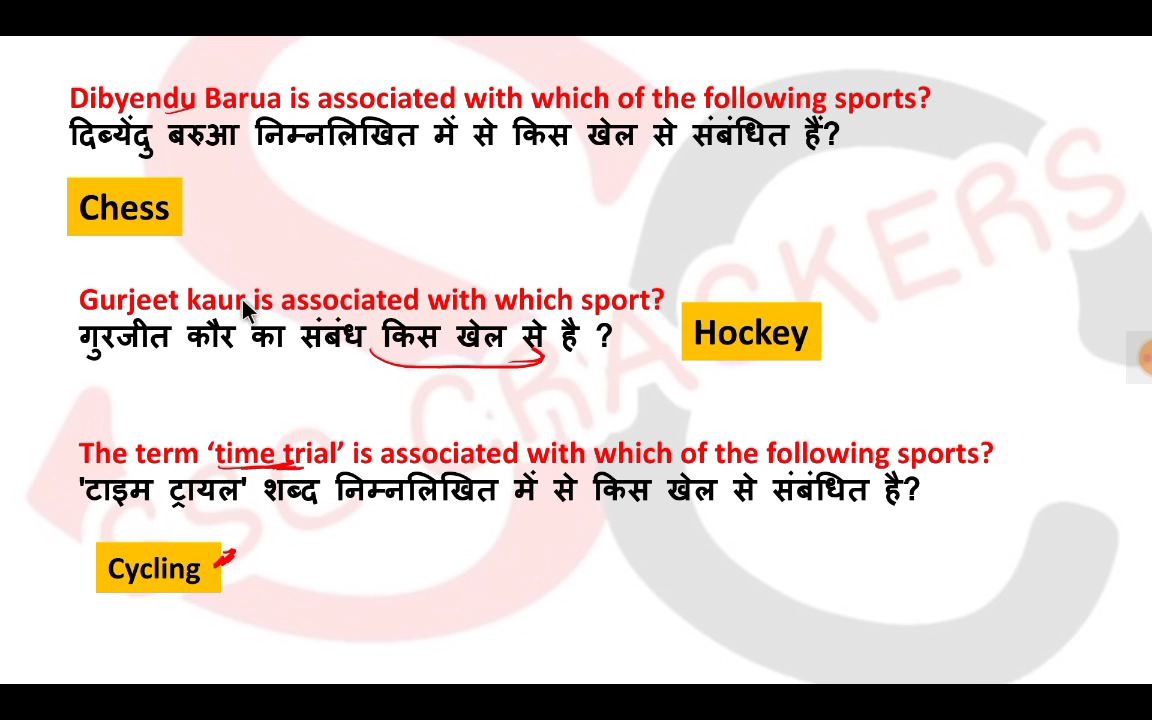 Dibyendu Barua is associated with which of the following sports?
दिब्येंदु बरुआ निम्नलिखित में से किस खेल से संबंधित हैं?
Chess
Gurjeet kaur is associated with which sport?
गुरजीत कौर का संबंध किस खेल से है ?
Hockey
The term ‘time trial’ is associated with which of the following sports?
'टाइम ट्रायल' शब्द निम्नलिखित में से किस खेल से संबंधित है?
Cycling
SSC CRACKERS